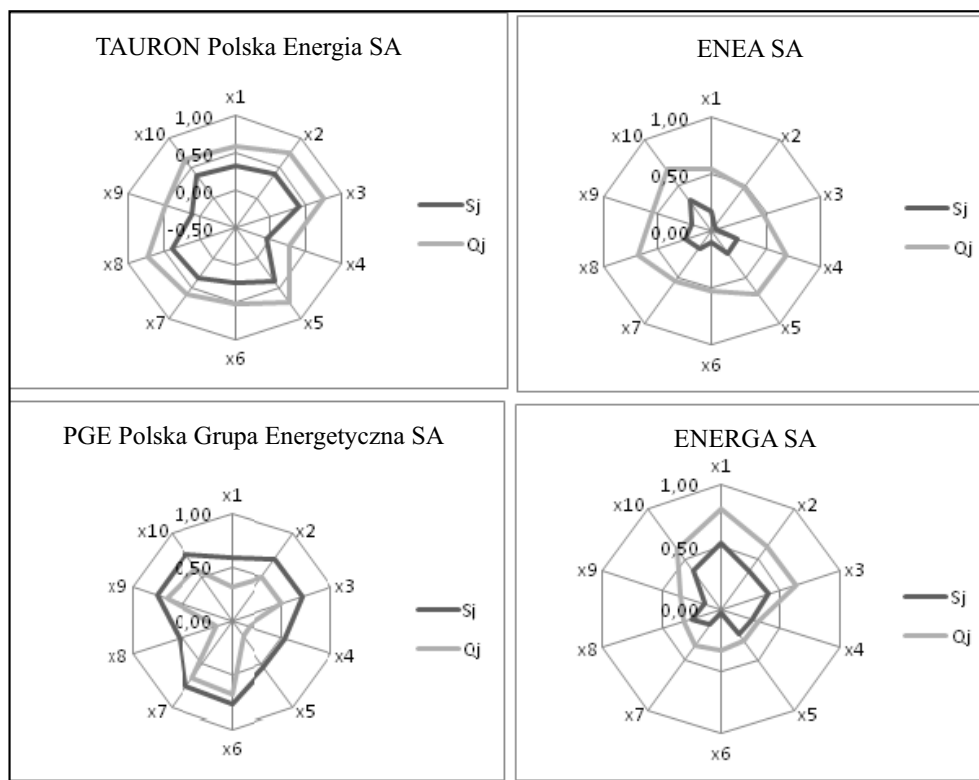 TAURON Polska Energia SA
x1
1,00
x10
x2
0,50
x9
0,00
x3
-0,50
x8
x4
x7
x5
x6
Sj
Qj
ENEA SA
x1
1,00
x10
x2
0,50
x9
x3
0,00
x8
x4
x7
x5
x6
Sj
Qj
PGE Polska Grupa Energetyczna SA
x1
1,00
x10
x2
0,50
x9
x3
0,00
x8
x4
x7
x5
x6
Sj
Qj
ENERGA SA
x1
1,00
x10
x2
0,50
x9
x3
0,00
x8
x4
x7
x5
x6
Sj
Qj